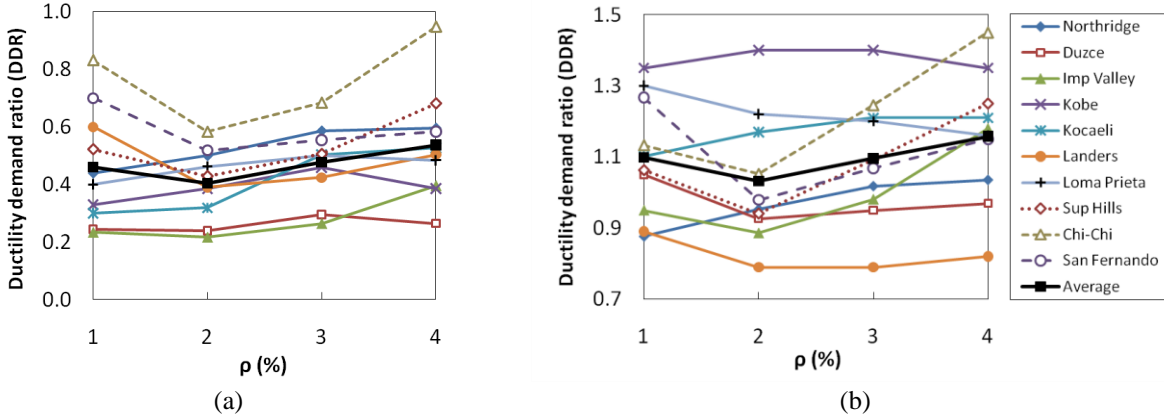 Ductility demand ratio (DDR)
1.0
0.8
0.6
0.4
0.2
0.0
1 2 3 4
ρ (%)
(a)
Ductility demand ratio (DDR)
1.5
1.3
1.1
0.9
0.7
1 2 3 4
ρ (%)
(b)
Northridge
Duzce
Imp Valley
Kobe
Kocaeli
Landers
Loma Prieta
Sup Hills
Chi-Chi
San Fernando
Average